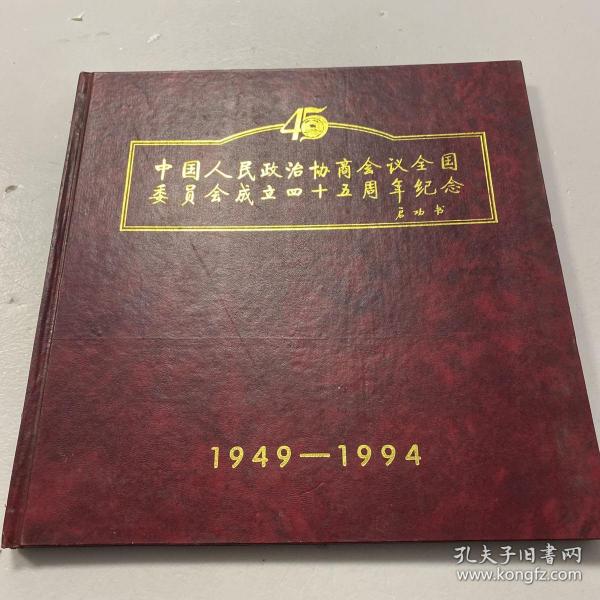 45
中国人民政治协商会议全国
委员会成立四十五周年纪念
启功书
1949—1994
孔夫子旧书网
www.kongfz.com